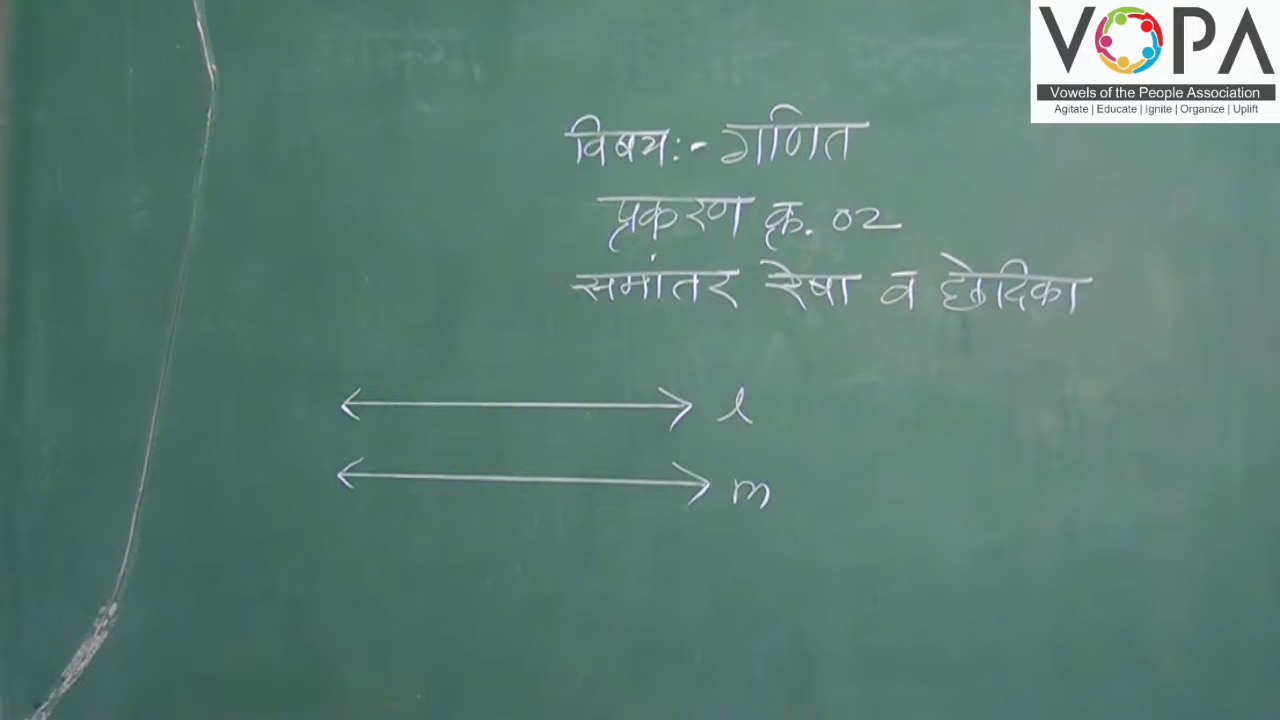 VOPA
Vowels of the People Association
Agitate | Educate | Ignite | Organize | Uplift
विषय:- गणित
प्रकरण क्र. 02
समांतर रेषा व छेदिका
l
m